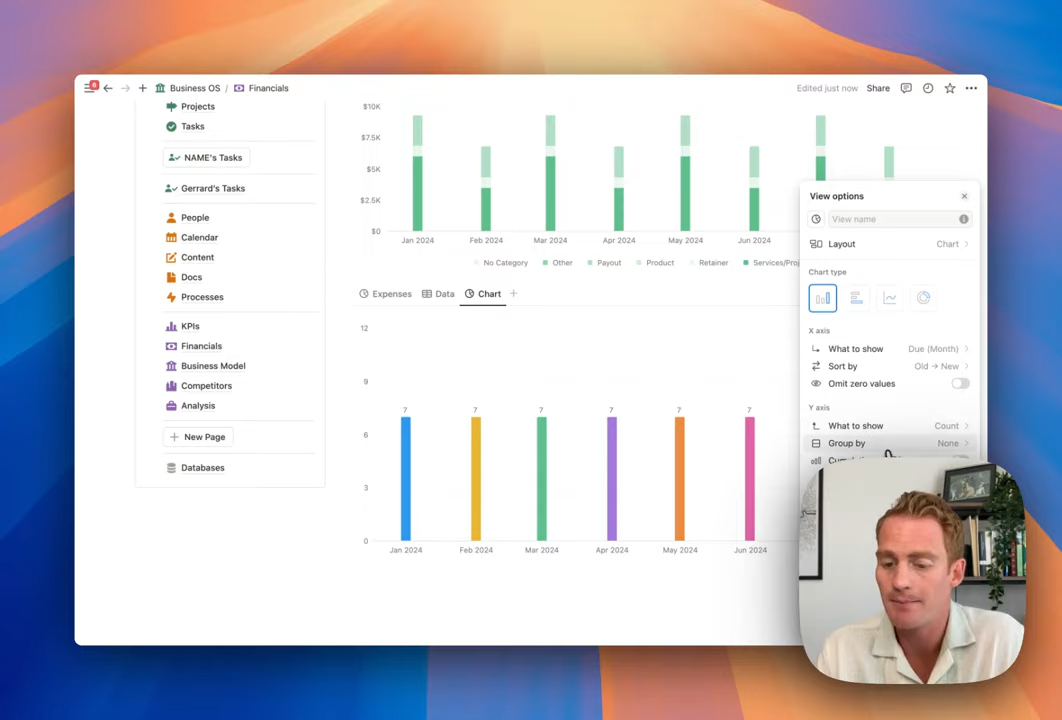 6
Business OS / Financials
Edited just now Share
Projects
Tasks
NAME's Tasks
Gerrard's Tasks
People
Calendar
Content
Docs
Processes
KPIs
Financials
Business Model
Competitors
Analysis
New Page
Databases
$10K
$7.5K
$5K
$2.5K
$0
Jan 2024 Feb 2024 Mar 2024 Apr 2024 May 2024 Jun 2024
No Category Other Payout Product Retainer Services/Proj
Expenses Data Chart
12
9
6
3
0
7 7 7 7 7 7
Jan 2024 Feb 2024 Mar 2024 Apr 2024 May 2024 Jun 2024
View options
View name
Layout Chart
Chart type
X axis
What to show Due (Month)
Sort by Old → New
Omit zero values
Y axis
What to show Count
Group by None